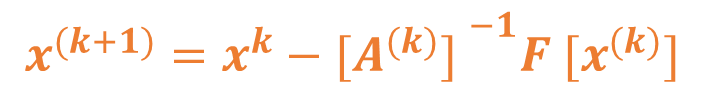 x^{(k+1)} = x^k − [A^{(k)}]^{−1} F [x^{(k)}]